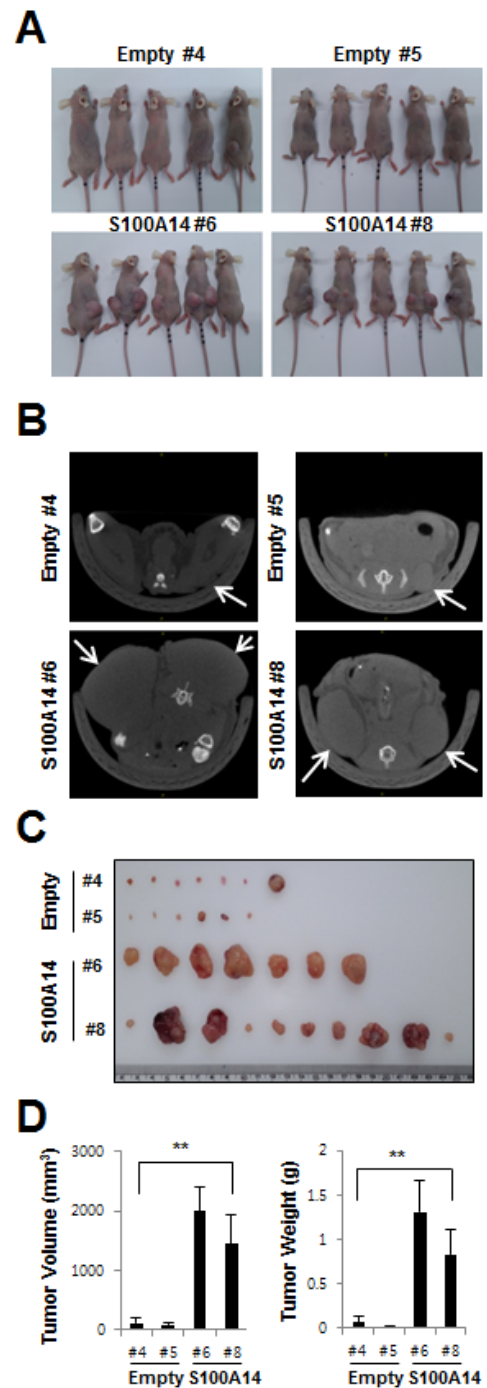 A
Empty #4
Empty #5
S100A14 #6
S100A14 #8
B
Empty #4
Empty #5
S100A14 #6
S100A14 #8
C
Empty
#4
#5
S100A14
#6
#8
D
Tumor Volume (mm³)
3000
2000
1000
0
**
#4 #5 #6 #8
Empty S100A14
Tumor Weight (g)
2
1.5
1
0.5
0
**
#4 #5 #6 #8
Empty S100A14